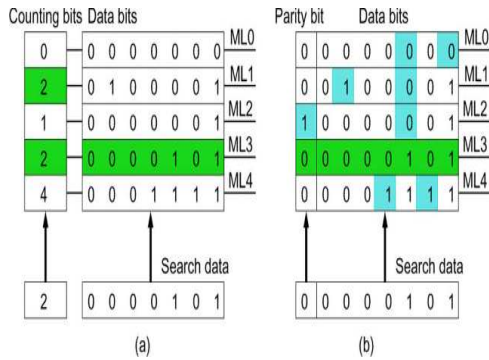 Counting bits Data bits
0 0 0 0 0 0 0 0 ML0
2 0 1 0 0 0 0 1 ML1
1 0 0 0 0 0 0 1 ML2
2 0 0 0 0 1 0 1 ML3
4 0 0 0 1 1 1 1 ML4
Search data
2 0 0 0 0 1 0 1
(a)
Parity bit Data bits
0 0 0 0 0 0 0 0 ML0
0 0 1 0 0 0 0 1 ML1
1 0 0 0 0 0 0 1 ML2
0 0 0 0 0 1 0 1 ML3
0 0 0 0 1 1 1 1 ML4
Search data
0 0 0 0 0 1 0 1
(b)